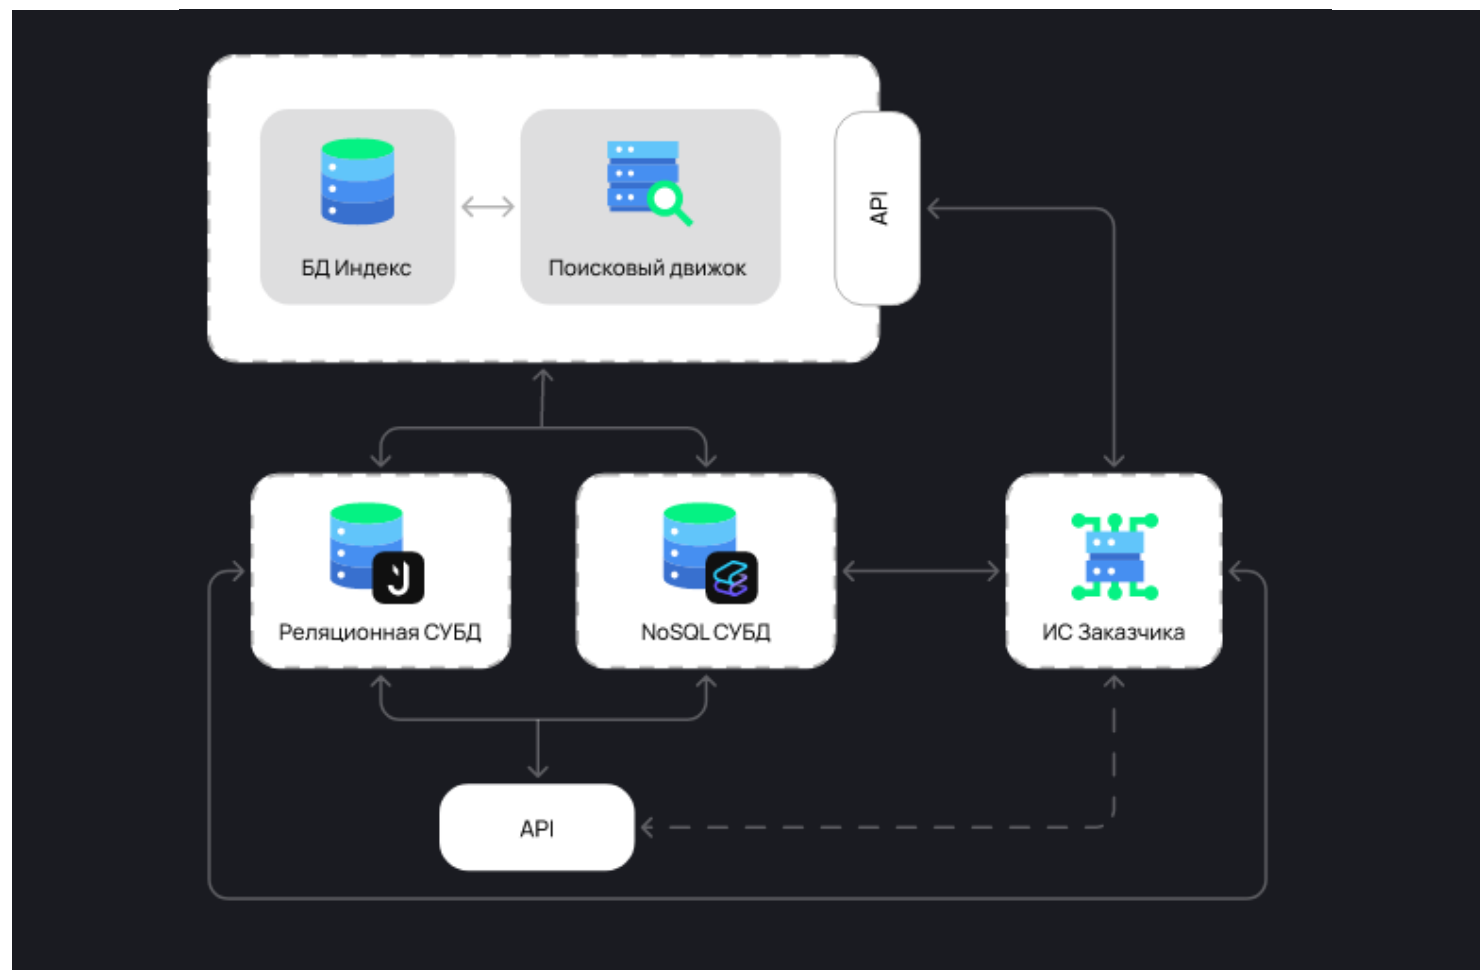 БД Индекс
Поисковый движок
API
Реляционная СУБД
NoSQL СУБД
ИС Заказчика
API